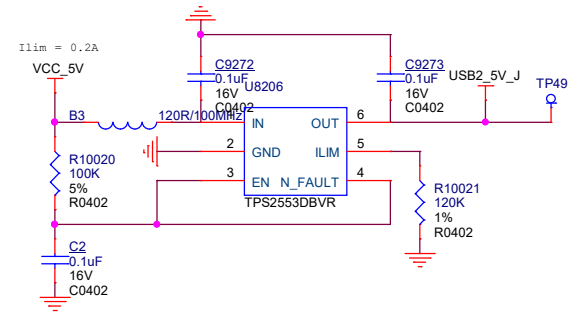 Ilim = 0.2A
VCC_5V
C9272
0.1uF
16V
C0402
C9273
0.1uF
16V
C0402
USB2_5V_J
TP49
U8206
B3
120R/100MHz
1
IN
OUT
6
2
GND
ILIM
5
3
EN
N_FAULT
4
TPS2553DBVR
R10020
100K
5%
R0402
R10021
120K
1%
R0402
C2
0.1uF
16V
C0402